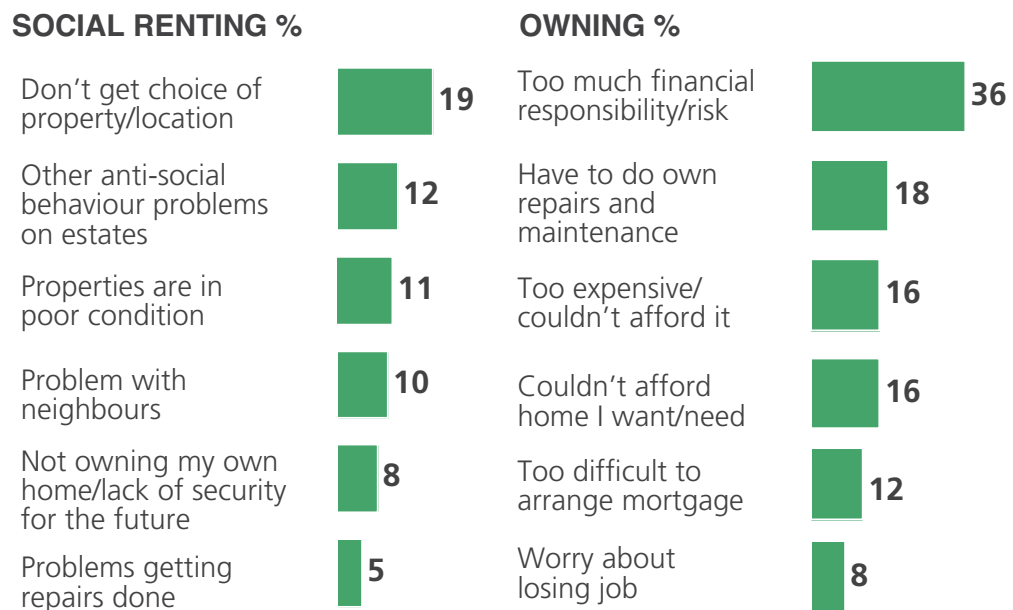 SOCIAL RENTING %
Don’t get choice of
property/location
19
Other anti-social
behaviour problems
on estates
12
Properties are in
poor condition
11
Problem with
neighbours
10
Not owning my own
home/lack of security
for the future
8
Problems getting
repairs done
5
OWNING %
Too much financial
responsibility/risk
36
Have to do own
repairs and
maintenance
18
Too expensive/
couldn’t afford it
16
Couldn’t afford
home I want/need
16
Too difficult to
arrange mortgage
12
Worry about
losing job
8